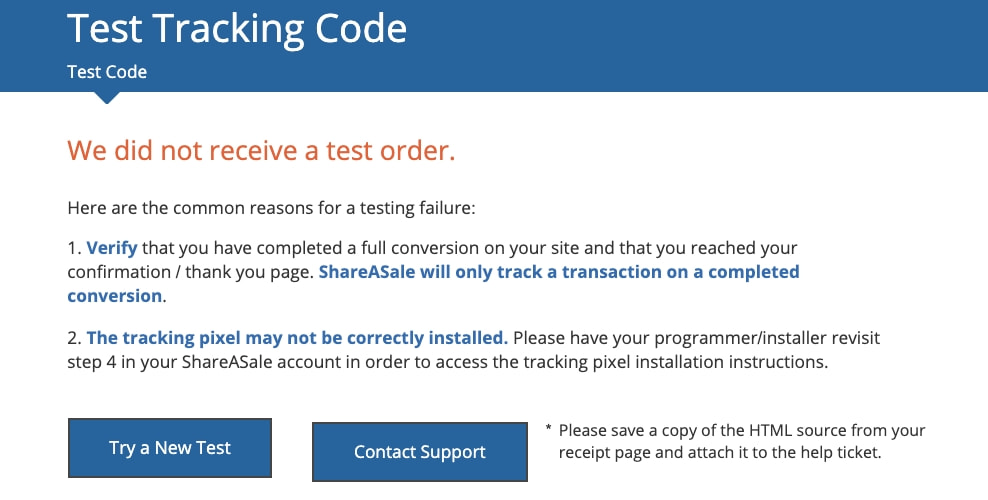 Test Tracking Code
Test Code
We did not receive a test order.
Here are the common reasons for a testing failure:
1. Verify that you have completed a full conversion on your site and that you reached your
confirmation / thank you page. ShareASale will only track a transaction on a completed
conversion.
2. The tracking pixel may not be correctly installed. Please have your programmer/installer revisit
step 4 in your ShareASale account in order to access the tracking pixel installation instructions.
Try a New Test
Contact Support
* Please save a copy of the HTML source from your
receipt page and attach it to the help ticket.